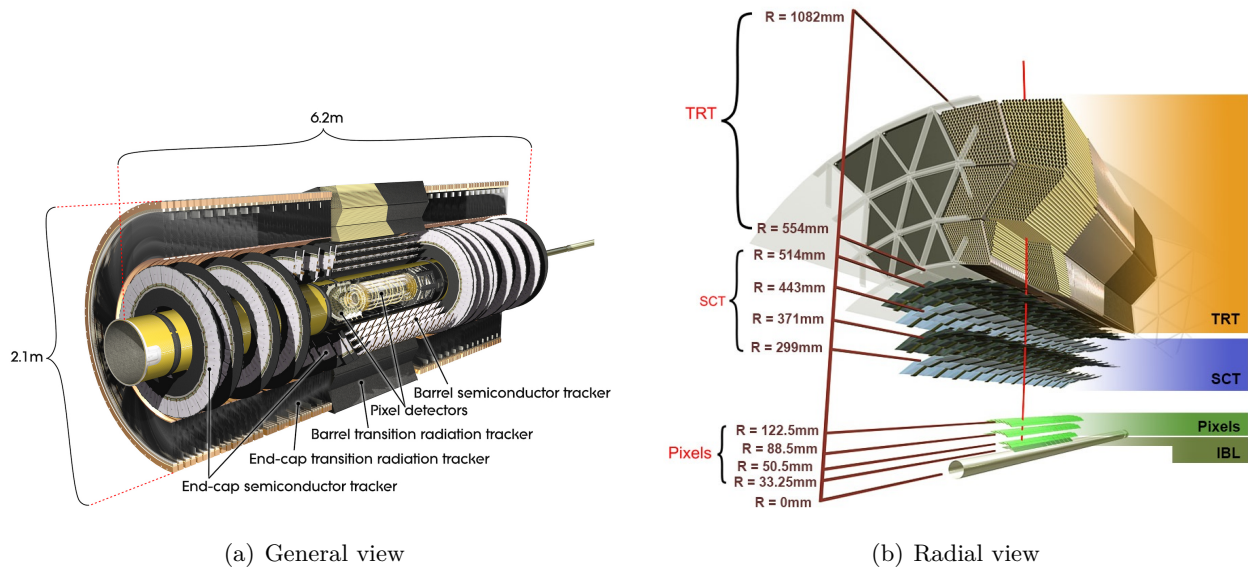 6.2m
2.1m
Barrel semiconductor tracker
Pixel detectors
Barrel transition radiation tracker
End-cap transition radiation tracker
End-cap semiconductor tracker
(a) General view
R = 1082mm
TRT
R = 554mm
R = 514mm
SCT
R = 443mm
R = 371mm
R = 299mm
TRT
SCT
Pixels
R = 122.5mm
R = 88.5mm
R = 50.5mm
R = 33.25mm
R = 0mm
Pixels
IBL
(b) Radial view